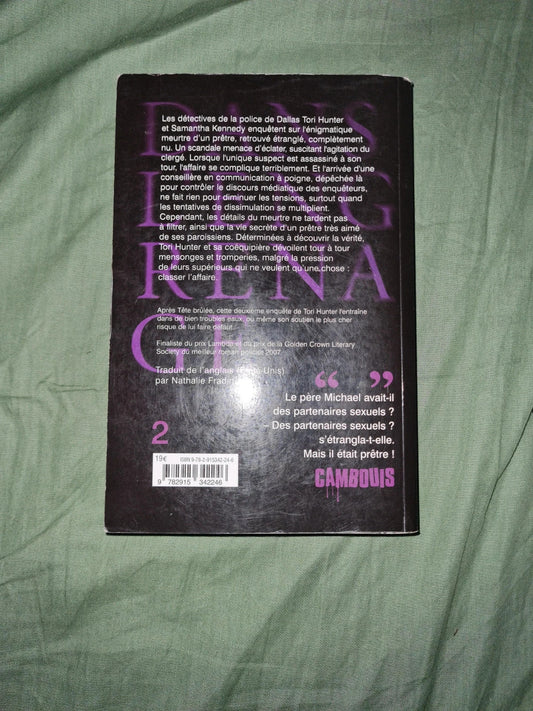 DANS
L'ENG
RENA
GE
Les détectives de la police de Dallas Tori Hunter
et Samantha Kennedy enquêtent sur l'énigmatique
meurtre d'un prêtre, retrouvé étranglé, complètement
nu. Un scandale menace d'éclater, suscitant l'agitation du
clergé. Lorsque l'unique suspect est assassiné à son
tour, l'affaire se complique terriblement. Et l'arrivée d'une
conseillère en communication à poigne, dépêchée là
pour contrôler le discours médiatique des enquêteurs,
ne fait rien pour diminuer les tensions, surtout quand
les tentatives de dissimulation se multiplient.
Cependant, les détails du meurtre ne tardent pas
à filtrer, ainsi que la vie secrète d'un prêtre très aimé
de ses paroissiens. Déterminées à découvrir la vérité,
Tori Hunter et sa coéquipière dévoilent tour à tour
mensonges et tromperies, malgré la pression
de leurs supérieurs qui ne veulent qu'une chose :
classer l'affaire.
Après Tête brûlée, cette deuxième enquête de Tori Hunter l'entraîne
dans de bien troubles eaux, où même son soutien le plus cher
risque de lui faire défaut.
Finaliste du prix Lambda et du prix de la Golden Crown Literary
Society du meilleur roman policier 2007
Traduit de l'anglais (États-Unis)
par Nathalie Fradin
“ ”
Le père Michael avait-il
des partenaires sexuels ?
– Des partenaires sexuels ?
s'étrangla-t-elle.
Mais il était prêtre !
CAMBOUIS
2
19€
ISBN 978-2-915342-24-6
9 782915 342246